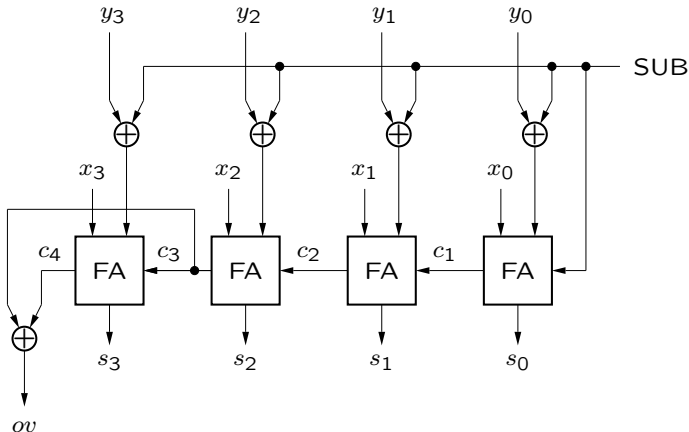 y3 y2 y1 y0
SUB
x3 x2 x1 x0
c4 FA c3 FA c2 FA c1 FA
s3 s2 s1 s0
ov